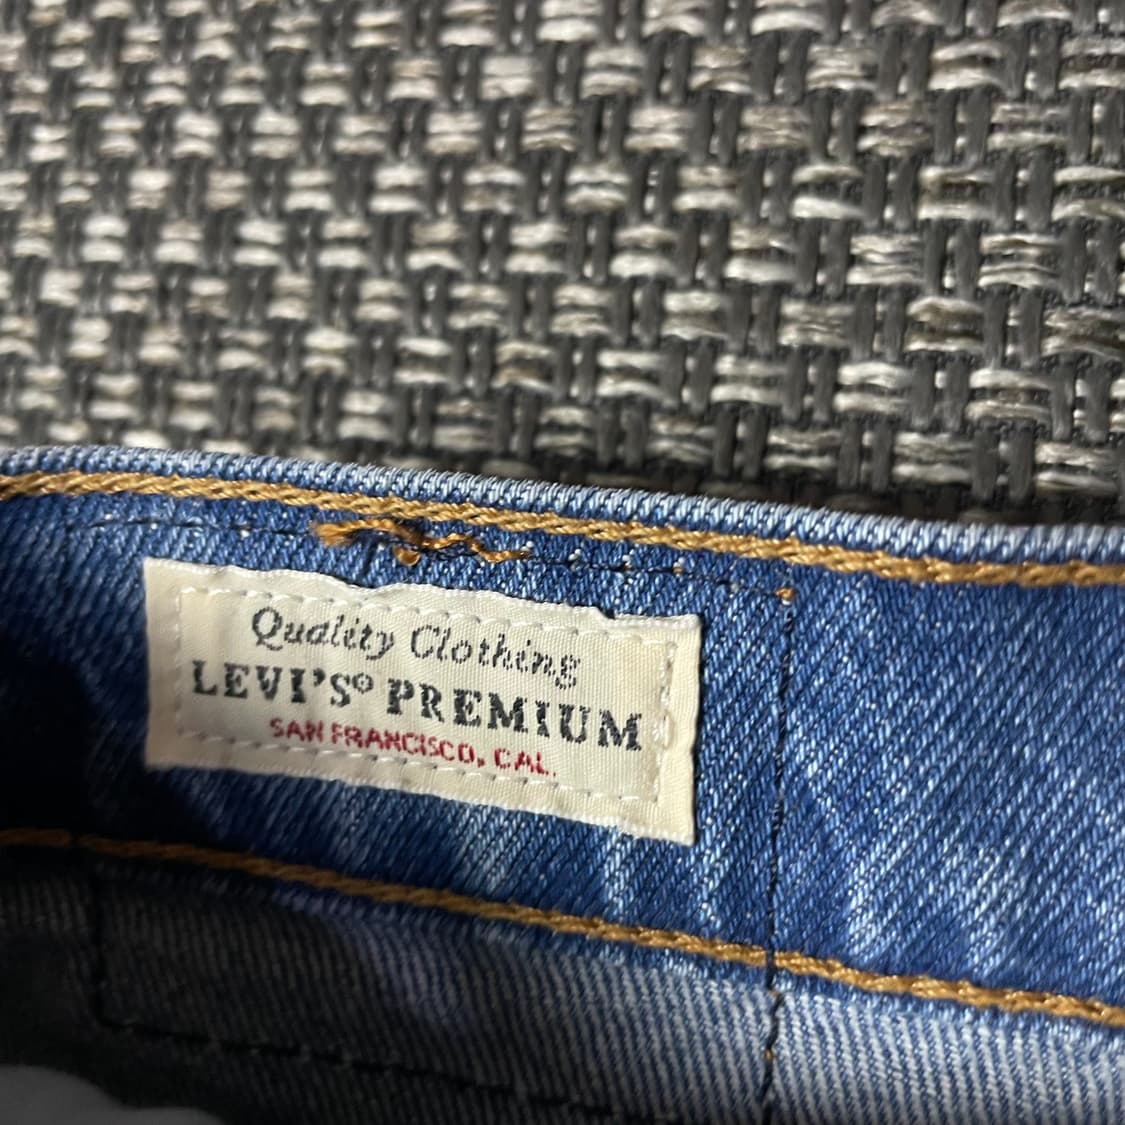 Quality Clothing
LEVI'S® PREMIUM
SAN FRANCISCO, CAL.